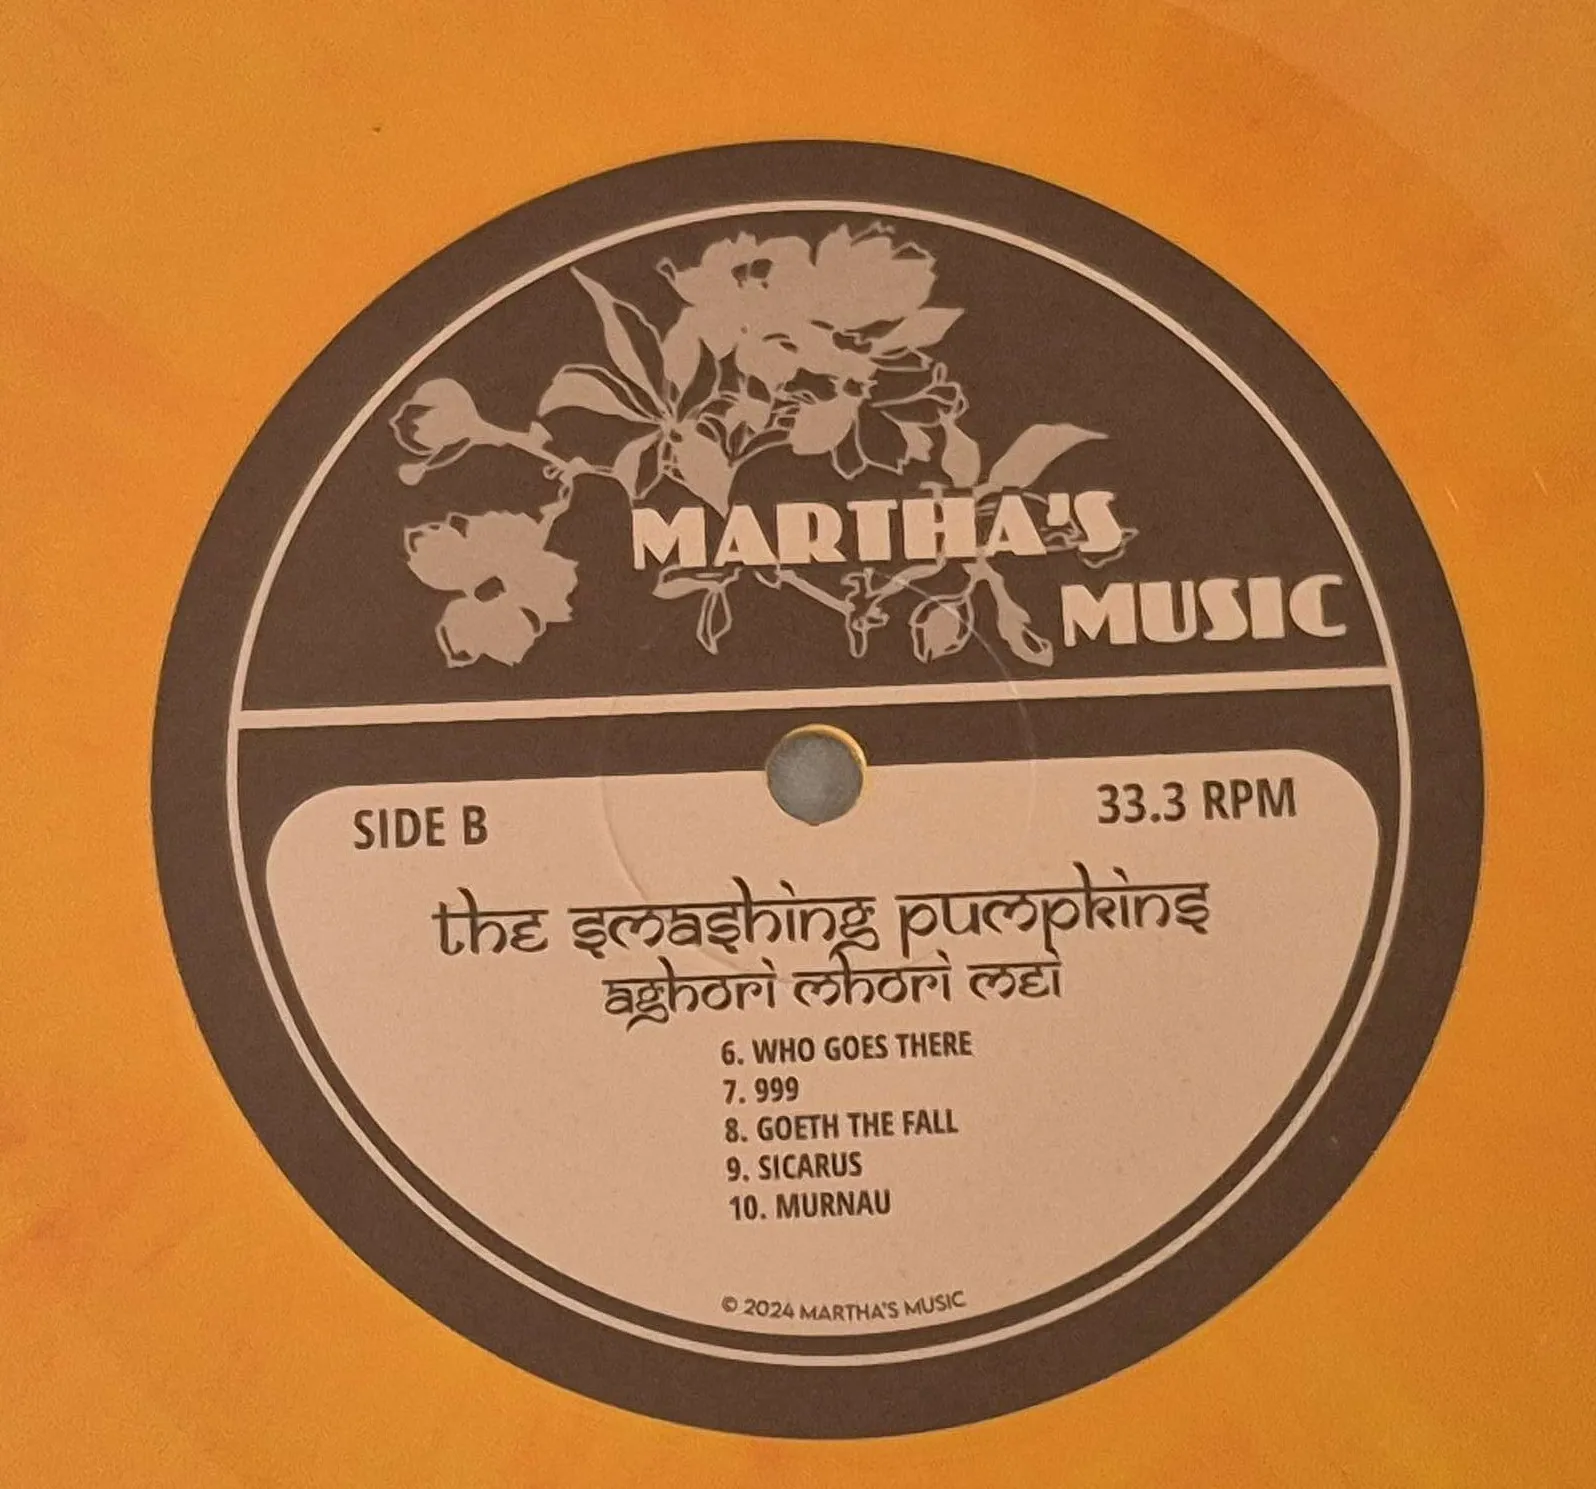 MARTHA'S
MUSIC
SIDE B
33.3 RPM
the smashing pumpkins
aghori mhori mei
6. WHO GOES THERE
7. 999
8. GOETH THE FALL
9. SICARUS
10. MURNAU
© 2024 MARTHA'S MUSIC